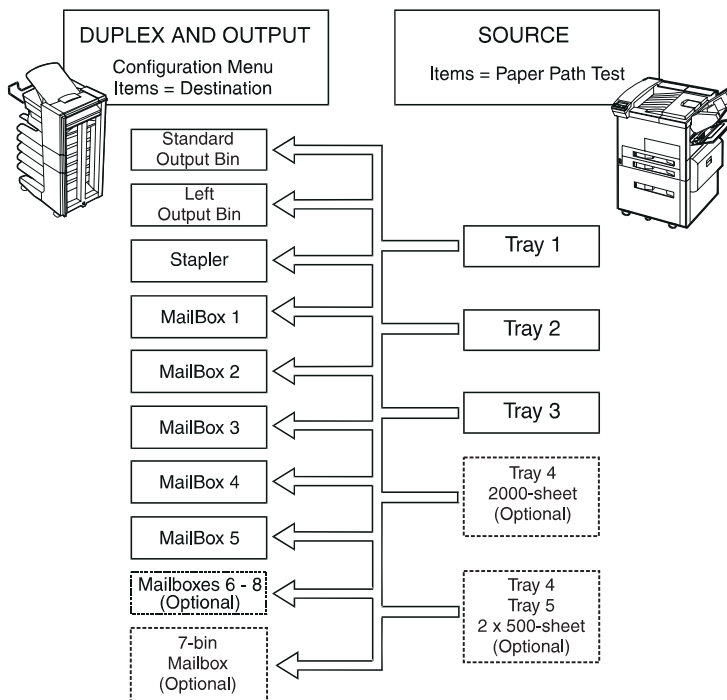 DUPLEX AND OUTPUT
Configuration Menu
Items = Destination
SOURCE
Items = Paper Path Test
Standard
Output Bin
Left
Output Bin
Stapler
MailBox 1
MailBox 2
MailBox 3
MailBox 4
MailBox 5
Mailboxes 6 - 8
(Optional)
7-bin
Mailbox
(Optional)
Tray 1
Tray 2
Tray 3
Tray 4
2000-sheet
(Optional)
Tray 4
Tray 5
2 x 500-sheet
(Optional)